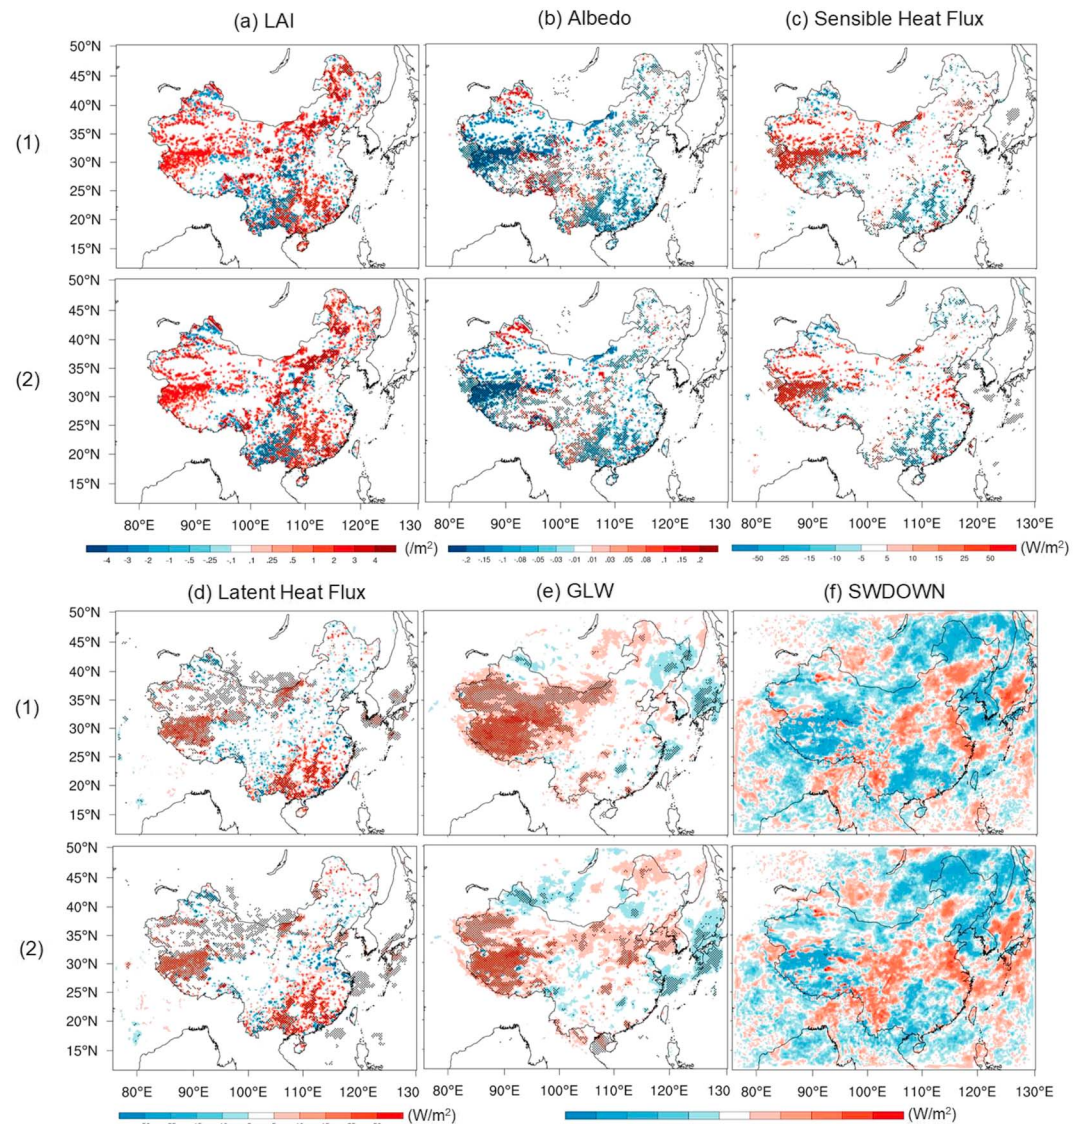 (a) LAI (b) Albedo (c) Sensible Heat Flux
(1)
50°N
45°N
40°N
35°N
30°N
25°N
20°N
15°N
(2)
50°N
45°N
40°N
35°N
30°N
25°N
20°N
15°N
80°E 90°E 100°E 110°E 120°E 130 80°E 90°E 100°E 110°E 120°E 130°E 80°E 90°E 100°E 110°E 120°E 130°E
-4 -3 -2 -1 -.5 -.25 -.1 .1 .25 .5 1 2 3 4 (/m²)
-.2 -.15 -.1 -.08 -.05 -.03 -.01 .01 .03 .05 .08 .1 .15 .2
-50 -25 -15 -10 -5 5 10 15 25 50 (W/m²)
(d) Latent Heat Flux (e) GLW (f) SWDOWN
(1)
50°N
45°N
40°N
35°N
30°N
25°N
20°N
15°N
(2)
50°N
45°N
40°N
35°N
30°N
25°N
20°N
15°N
80°E 90°E 100°E 110°E 120°E 130°E 80°E 90°E 100°E 110°E 120°E 130°E 80°E 90°E 100°E 110°E 120°E 130°E
(W/m²) (W/m²)